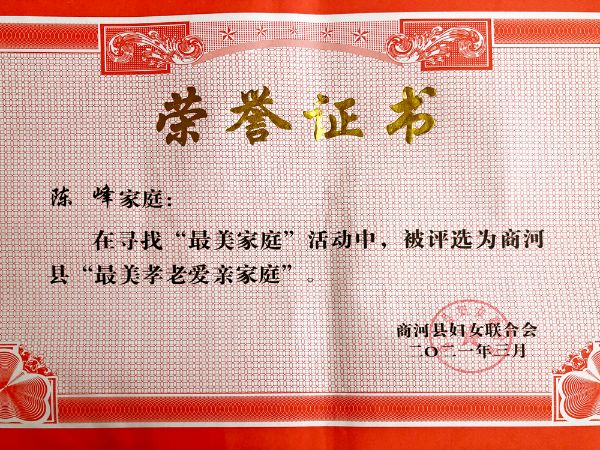 荣誉证书
陈 峰家庭：
在寻找“最美家庭”活动中，被评选为商河
县“最美孝老爱亲家庭”。
商河县妇女联合会
二〇二一年三月